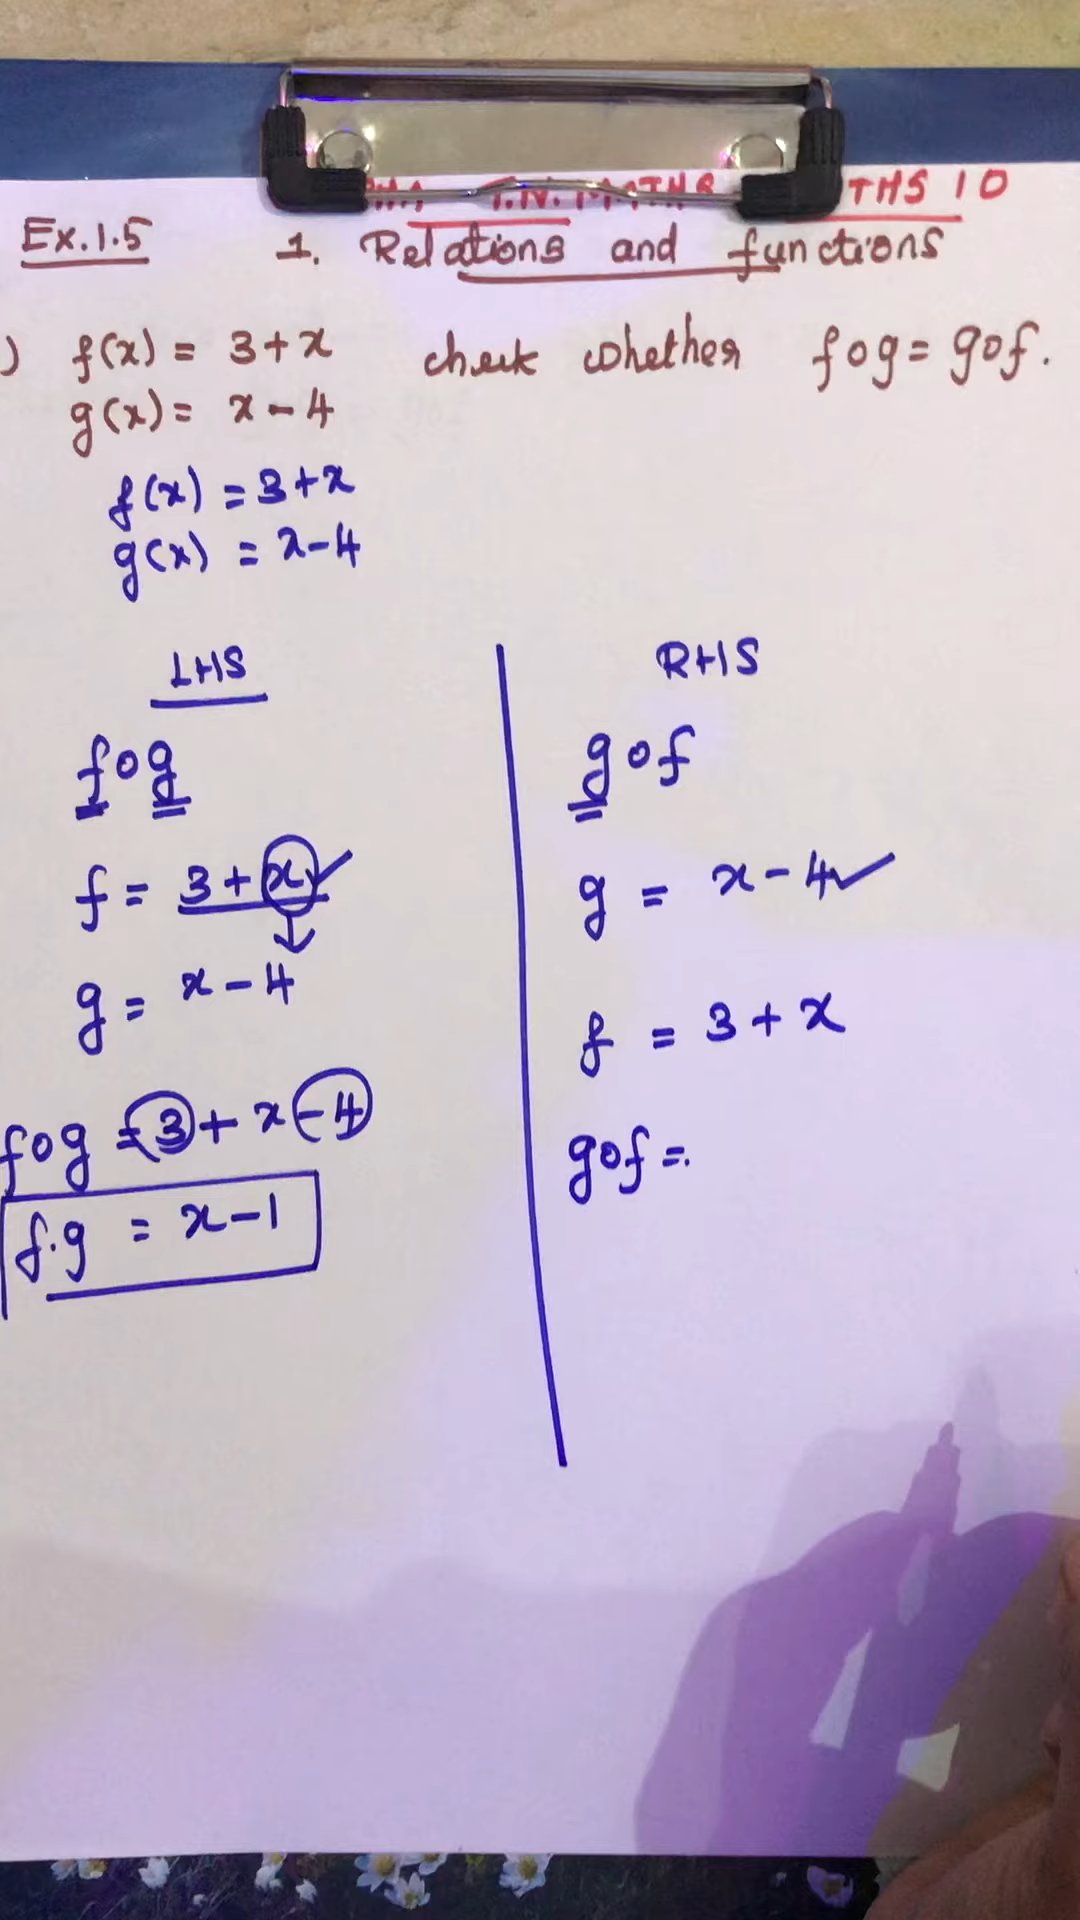 T.N. MATHS THS 10
Ex.1.5 1. Relations and functions
) f(x) = 3+x check whether fog = gof.
g(x) = x-4
f(x) = 3+x
g(x) = x-4
LHS
fog
f = 3+x
g = x-4
fog = 3+x-4
f.g = x-1
RHS
gof
g = x-4
f = 3+x
gof =